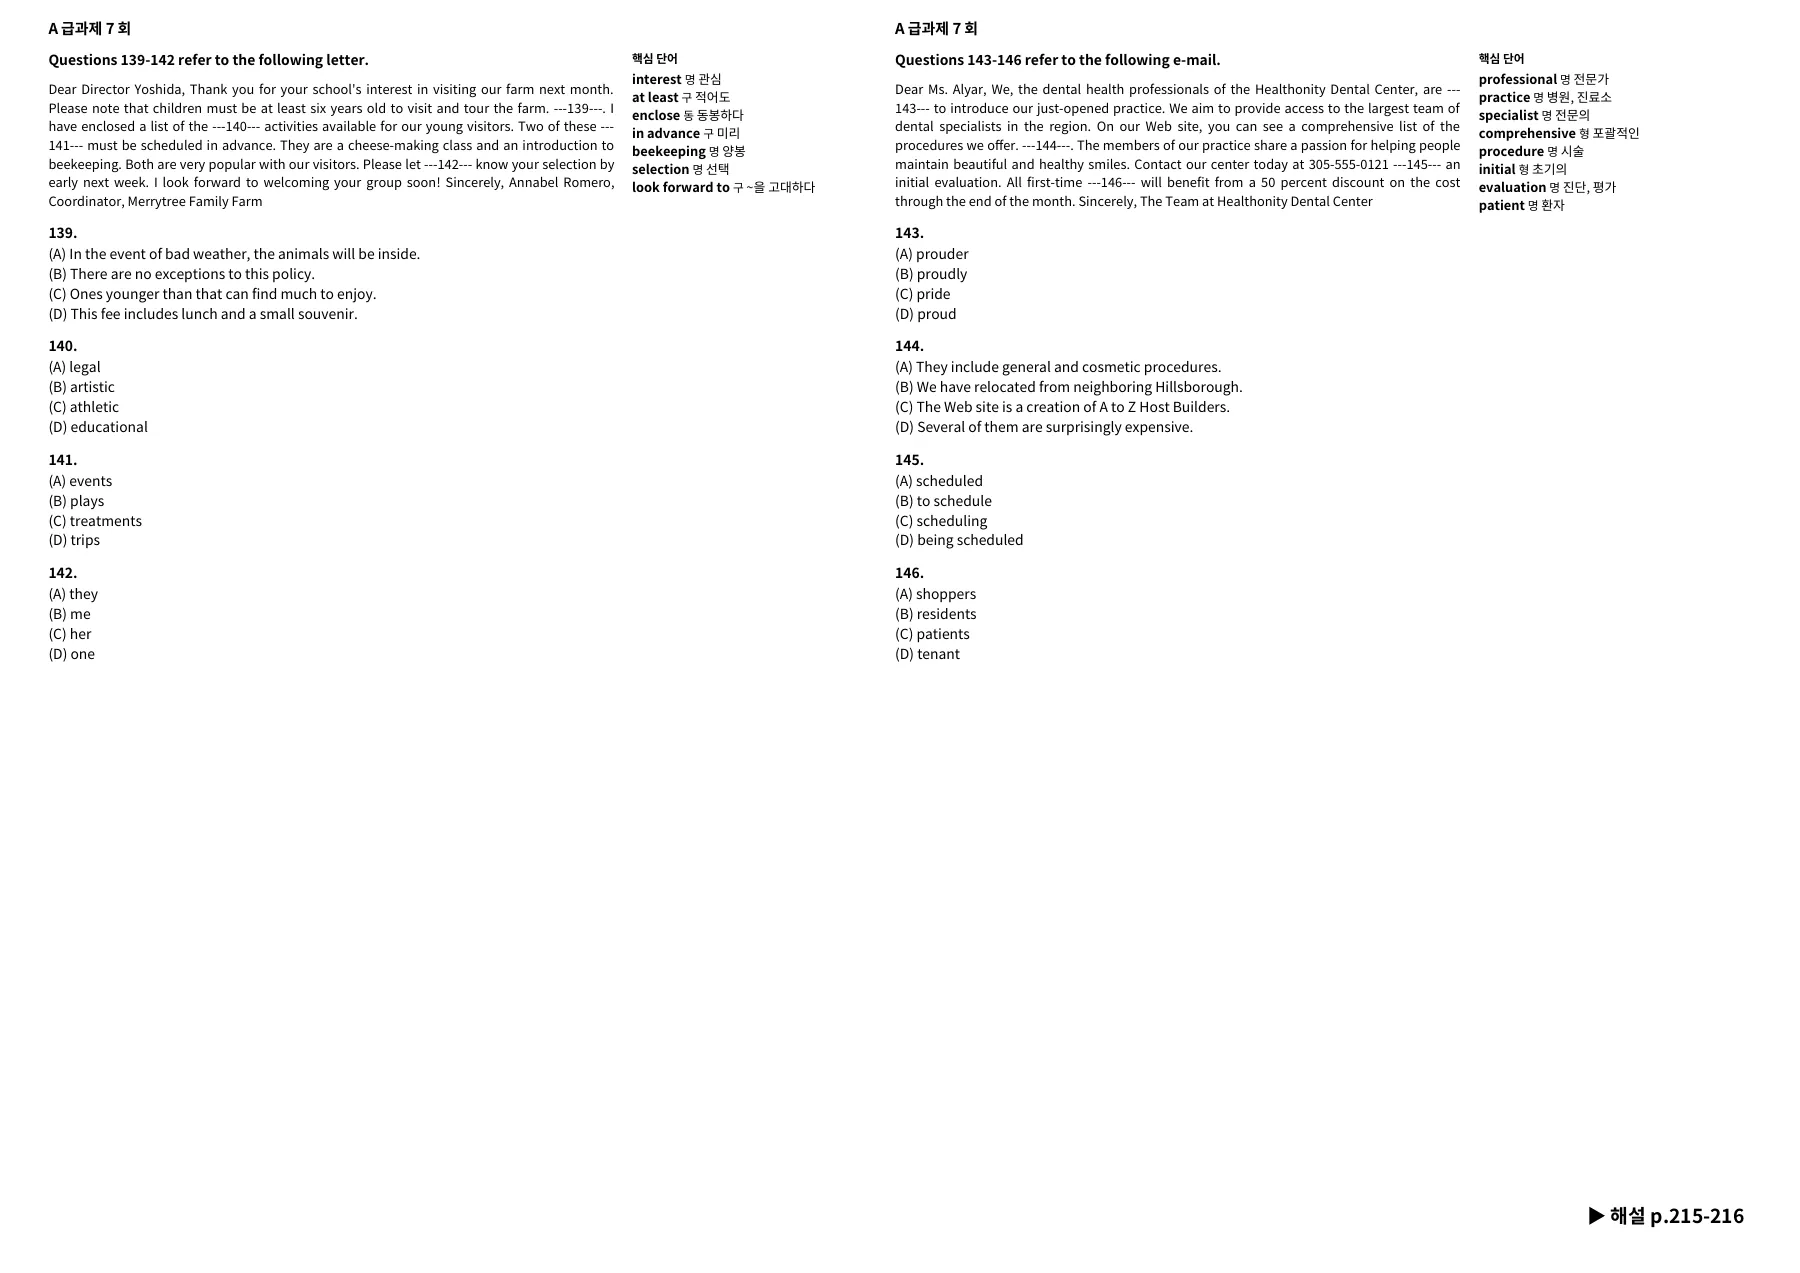 A 급과제 7 회
Questions 139-142 refer to the following letter.
Dear Director Yoshida, Thank you for your school's interest in visiting our farm next month.
Please note that children must be at least six years old to visit and tour the farm. ---139---. I
have enclosed a list of the ---140--- activities available for our young visitors. Two of these ---
141--- must be scheduled in advance. They are a cheese-making class and an introduction to
beekeeping. Both are very popular with our visitors. Please let ---142--- know your selection by
early next week. I look forward to welcoming your group soon! Sincerely, Annabel Romero,
Coordinator, Merrytree Family Farm
핵심 단어
interest 명 관심
at least 구 적어도
enclose 동 동봉하다
in advance 구 미리
beekeeping 명 양봉
selection 명 선택
look forward to 구 ~을 고대하다
139.
(A) In the event of bad weather, the animals will be inside.
(B) There are no exceptions to this policy.
(C) Ones younger than that can find much to enjoy.
(D) This fee includes lunch and a small souvenir.
140.
(A) legal
(B) artistic
(C) athletic
(D) educational
141.
(A) events
(B) plays
(C) treatments
(D) trips
142.
(A) they
(B) me
(C) her
(D) one
A 급과제 7 회
Questions 143-146 refer to the following e-mail.
Dear Ms. Alyar, We, the dental health professionals of the Healthonity Dental Center, are ---
143--- to introduce our just-opened practice. We aim to provide access to the largest team of
dental specialists in the region. On our Web site, you can see a comprehensive list of the
procedures we offer. ---144---. The members of our practice share a passion for helping people
maintain beautiful and healthy smiles. Contact our center today at 305-555-0121 ---145--- an
initial evaluation. All first-time ---146--- will benefit from a 50 percent discount on the cost
through the end of the month. Sincerely, The Team at Healthonity Dental Center
핵심 단어
professional 명 전문가
practice 명 병원, 진료소
specialist 명 전문의
comprehensive 형 포괄적인
procedure 명 시술
initial 형 초기의
evaluation 명 진단, 평가
patient 명 환자
143.
(A) prouder
(B) proudly
(C) pride
(D) proud
144.
(A) They include general and cosmetic procedures.
(B) We have relocated from neighboring Hillsborough.
(C) The Web site is a creation of A to Z Host Builders.
(D) Several of them are surprisingly expensive.
145.
(A) scheduled
(B) to schedule
(C) scheduling
(D) being scheduled
146.
(A) shoppers
(B) residents
(C) patients
(D) tenant
▶ 해설 p.215-216